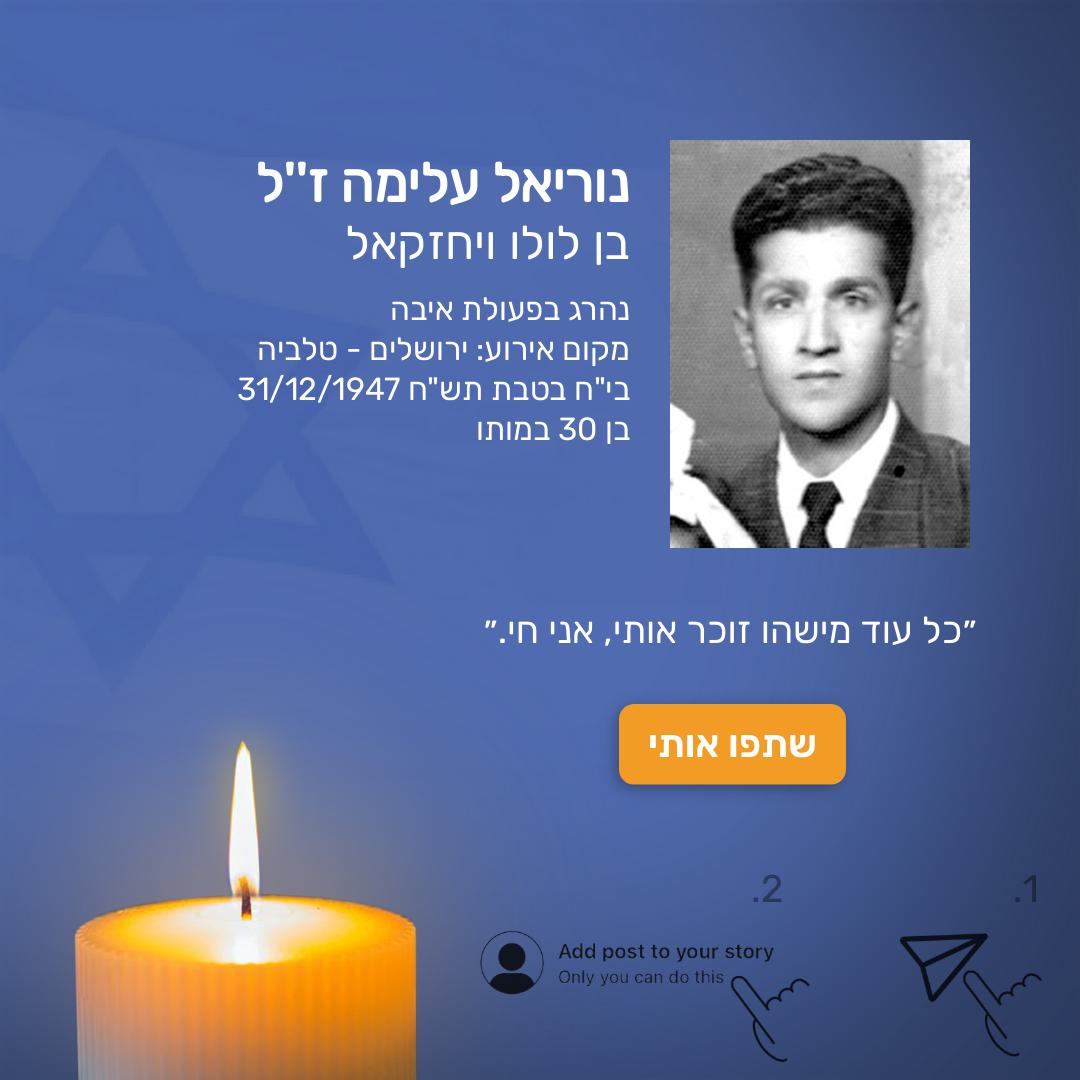 נוריאל עלימה ז"ל
בן לולו ויחזקאל
נהרג בפעולת איבה
מקום אירוע: ירושלים - טלביה
בי"ח בטבת תש"ח 31/12/1947
בן 30 במותו
״כל עוד מישהו זוכר אותי, אני חי.״
שתפו אותי
1.
2.
Add post to your story
Only you can do this